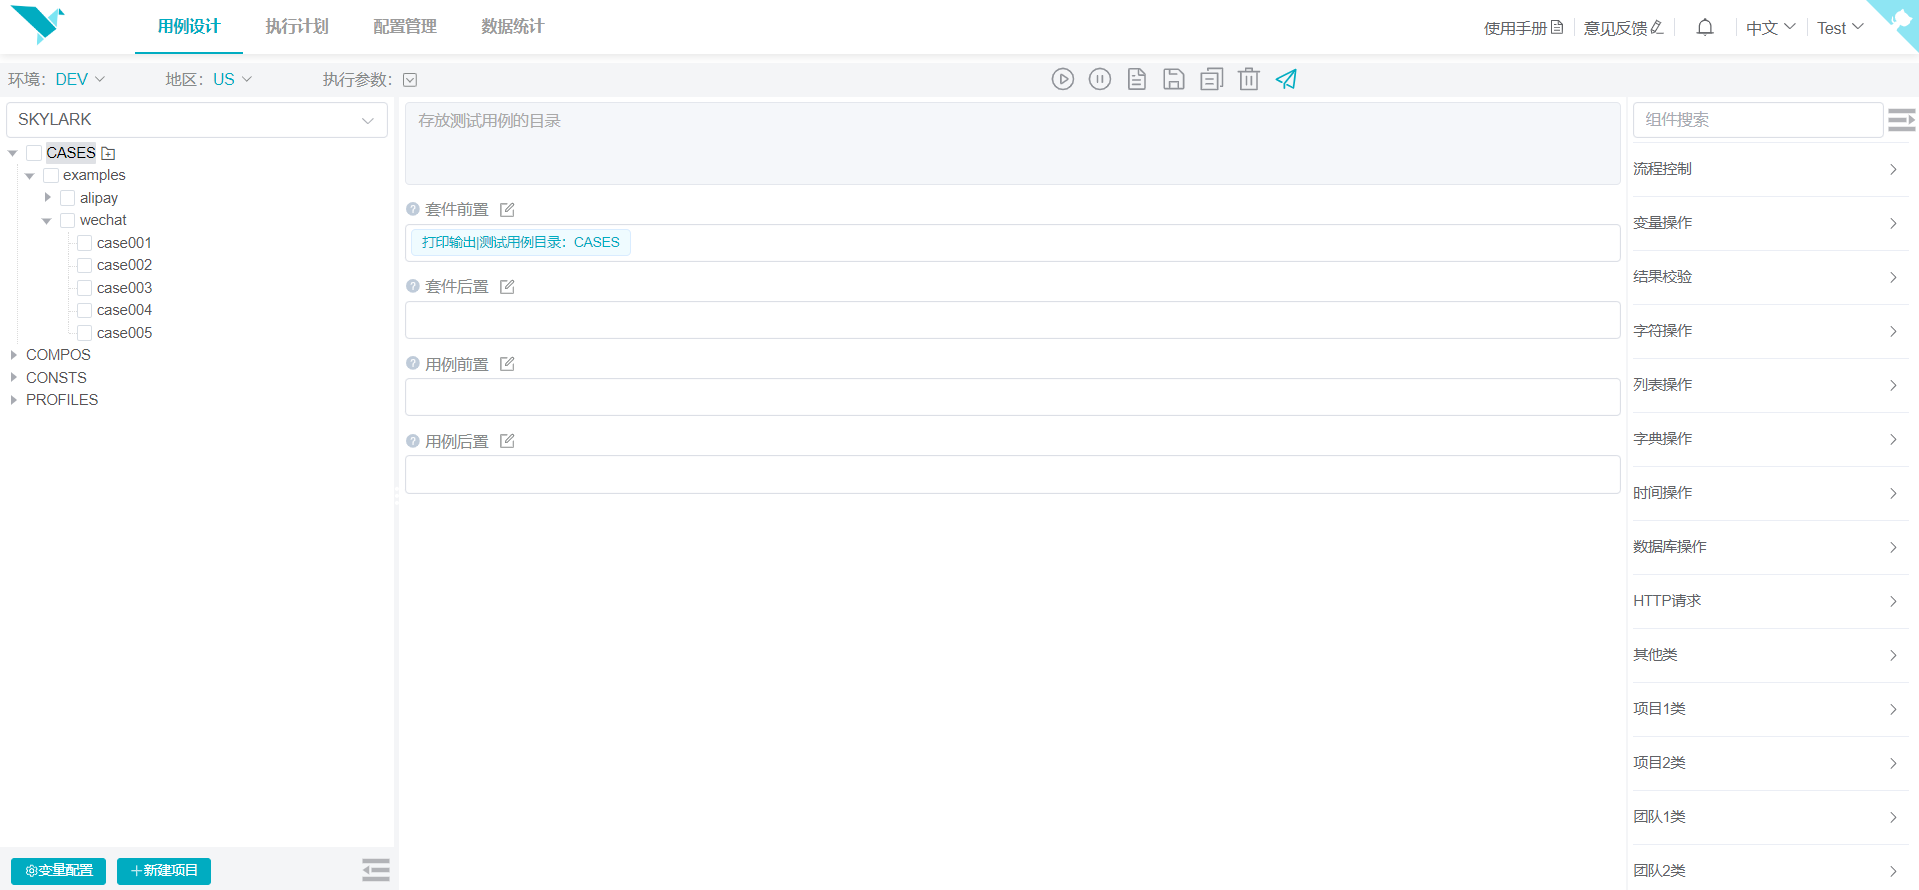 用例设计 执行计划 配置管理 数据统计 使用手册 意见反馈 中文 Test
环境: DEV 地区: US 执行参数:
SKYLARK
CASES
examples
alipay
wechat
case001
case002
case003
case004
case005
COMPOS
CONSTS
PROFILES
变量配置 新建项目
存放测试用例的目录
套件前置
打印输出|测试用例目录：CASES
套件后置
用例前置
用例后置
组件搜索
流程控制
变量操作
结果校验
字符操作
列表操作
字典操作
时间操作
数据库操作
HTTP请求
其他类
项目1类
项目2类
团队1类
团队2类